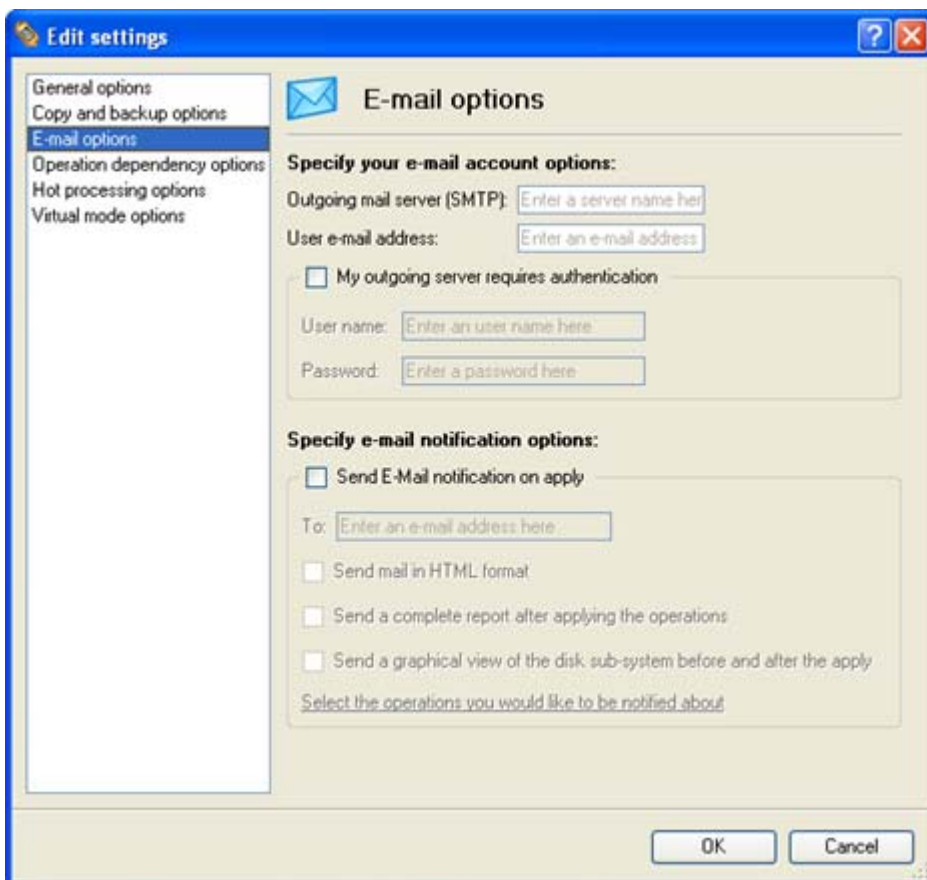 Edit settings
General options
Copy and backup options
E-mail options
Operation dependency options
Hot processing options
Virtual mode options
E-mail options
Specify your e-mail account options:
Outgoing mail server (SMTP): Enter a server name her
User e-mail address: Enter an e-mail address
My outgoing server requires authentication
User name: Enter an user name here
Password: Enter a password here
Specify e-mail notification options:
Send E-Mail notification on apply
To: Enter an e-mail address here
Send mail in HTML format
Send a complete report after applying the operations
Send a graphical view of the disk sub-system before and after the apply
Select the operations you would like to be notified about
OK Cancel